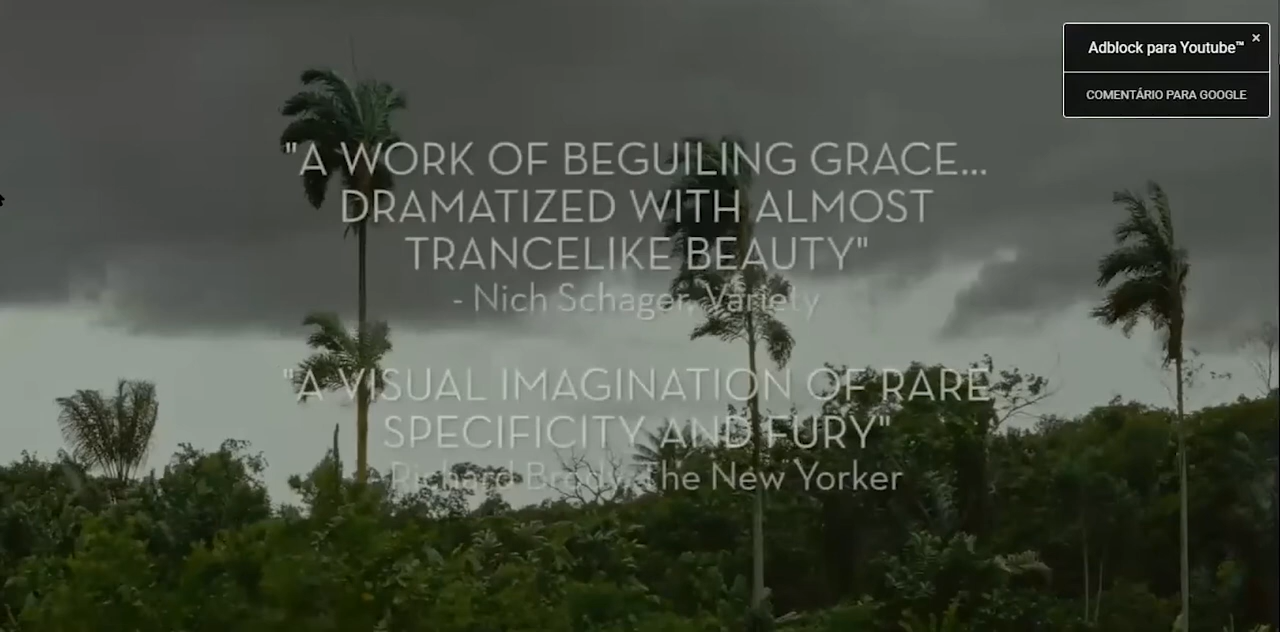 Adblock para Youtube™ ×
COMENTÁRIO PARA GOOGLE
"A WORK OF BEGUILING GRACE...
DRAMATIZED WITH ALMOST
TRANCELIKE BEAUTY"
- Nich Schager, Variety
"A VISUAL IMAGINATION OF RARE
SPECIFICITY AND FURY"
- Richard Brody, The New Yorker